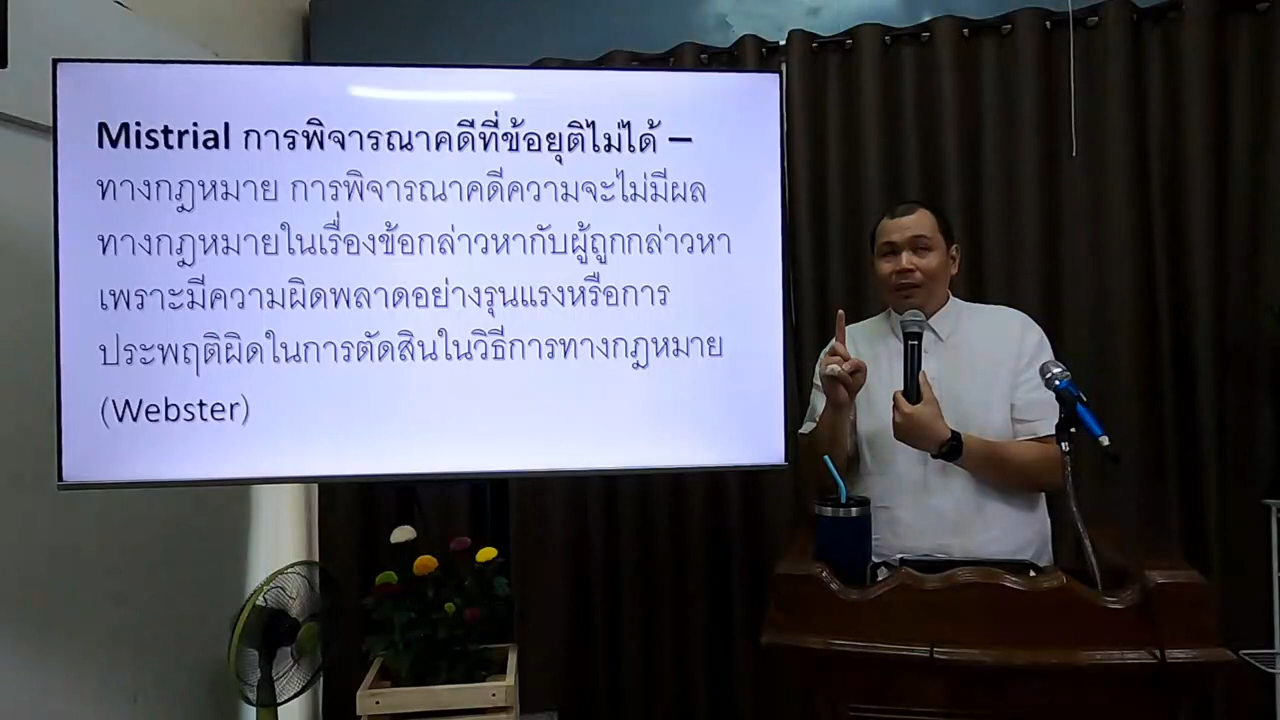 Mistrial การพิจารณาคดีที่ข้อยุติไม่ได้ –
ทางกฎหมาย การพิจารณาคดีความจะไม่มีผล
ทางกฎหมายในเรื่องข้อกล่าวหากับผู้ถูกกล่าวหา
เพราะมีความผิดพลาดอย่างรุนแรงหรือการ
ประพฤติผิดในการตัดสินในวิธีการทางกฎหมาย
(Webster)